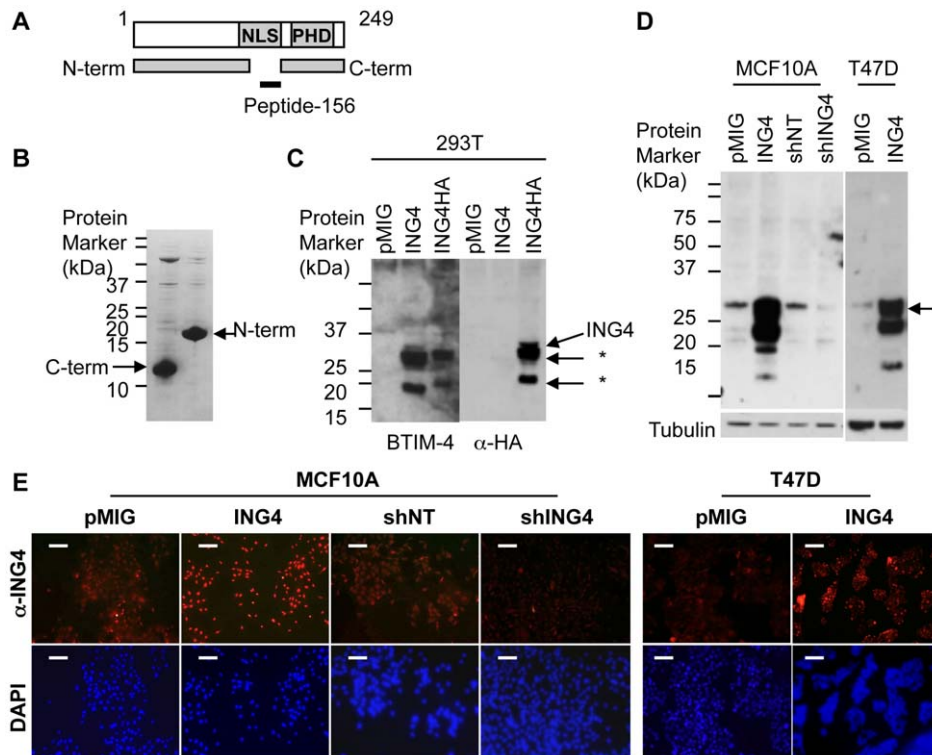 A
1 249
NLS PHD
N-term C-term
Peptide-156
B
Protein
Marker
(kDa)
37
25
20
15
10
N-term
C-term
C
293T
pMIG ING4 ING4HA pMIG ING4 ING4HA
Protein
Marker
(kDa)
37
25
20
15
ING4
*
*
BTIM-4 α-HA
D
MCF10A T47D
pMIG ING4 shNT shING4 pMIG ING4
Protein
Marker
(kDa)
75
50
37
25
20
15
Tubulin
E
MCF10A T47D
pMIG ING4 shNT shING4 pMIG ING4
α-ING4
DAPI